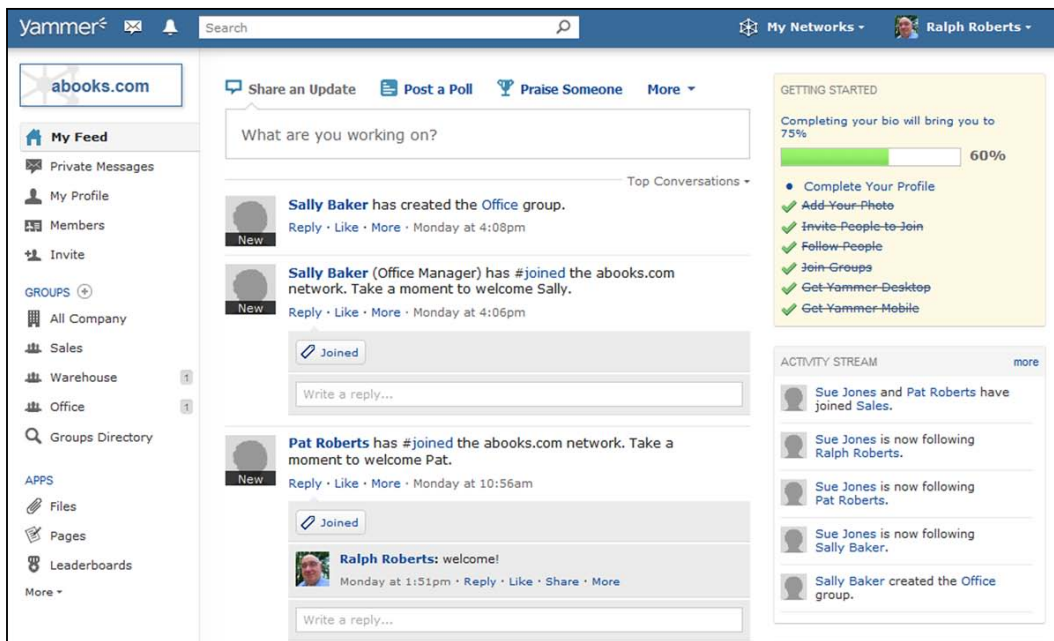 yammer
Search
My Networks
Ralph Roberts
abooks.com
My Feed
Private Messages
My Profile
Members
Invite
GROUPS
All Company
Sales
Warehouse 1
Office 1
Groups Directory
APPS
Files
Pages
Leaderboards
More
Share an Update
Post a Poll
Praise Someone
More
What are you working on?
Top Conversations
New
Sally Baker has created the Office group.
Reply · Like · More · Monday at 4:08pm
New
Sally Baker (Office Manager) has #joined the abooks.com
network. Take a moment to welcome Sally.
Reply · Like · More · Monday at 4:06pm
Joined
Write a reply...
New
Pat Roberts has #joined the abooks.com network. Take a
moment to welcome Pat.
Reply · Like · More · Monday at 10:56am
Joined
Ralph Roberts: welcome!
Monday at 1:51pm · Reply · Like · Share · More
Write a reply...
GETTING STARTED
Completing your bio will bring you to
75%
60%
Complete Your Profile
Add Your Photo
Invite People to Join
Follow People
Join Groups
Get Yammer Desktop
Get Yammer Mobile
ACTIVITY STREAM more
Sue Jones and Pat Roberts have
joined Sales.
Sue Jones is now following
Ralph Roberts.
Sue Jones is now following
Pat Roberts.
Sue Jones is now following
Sally Baker.
Sally Baker created the Office
group.